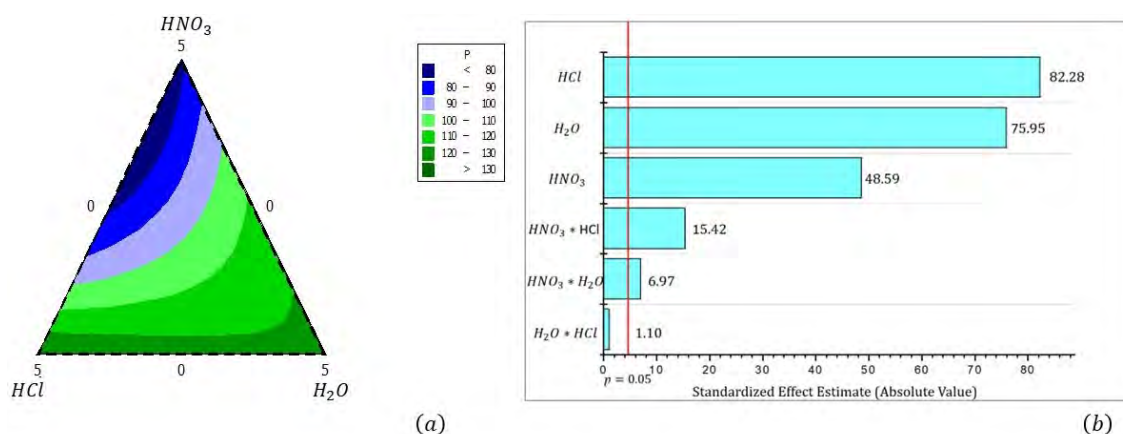 HNO₃
5
0
0
5
0
5
HCl
H₂O
(a)
P
< 80
80 – 90
90 – 100
100 – 110
110 – 120
120 – 130
> 130
HCl
82.28
H₂O
75.95
HNO₃
48.59
HNO₃ * HCl
15.42
HNO₃ * H₂O
6.97
H₂O * HCl
1.10
0 10 20 30 40 50 60 70 80
p = 0.05
Standardized Effect Estimate (Absolute Value)
(b)